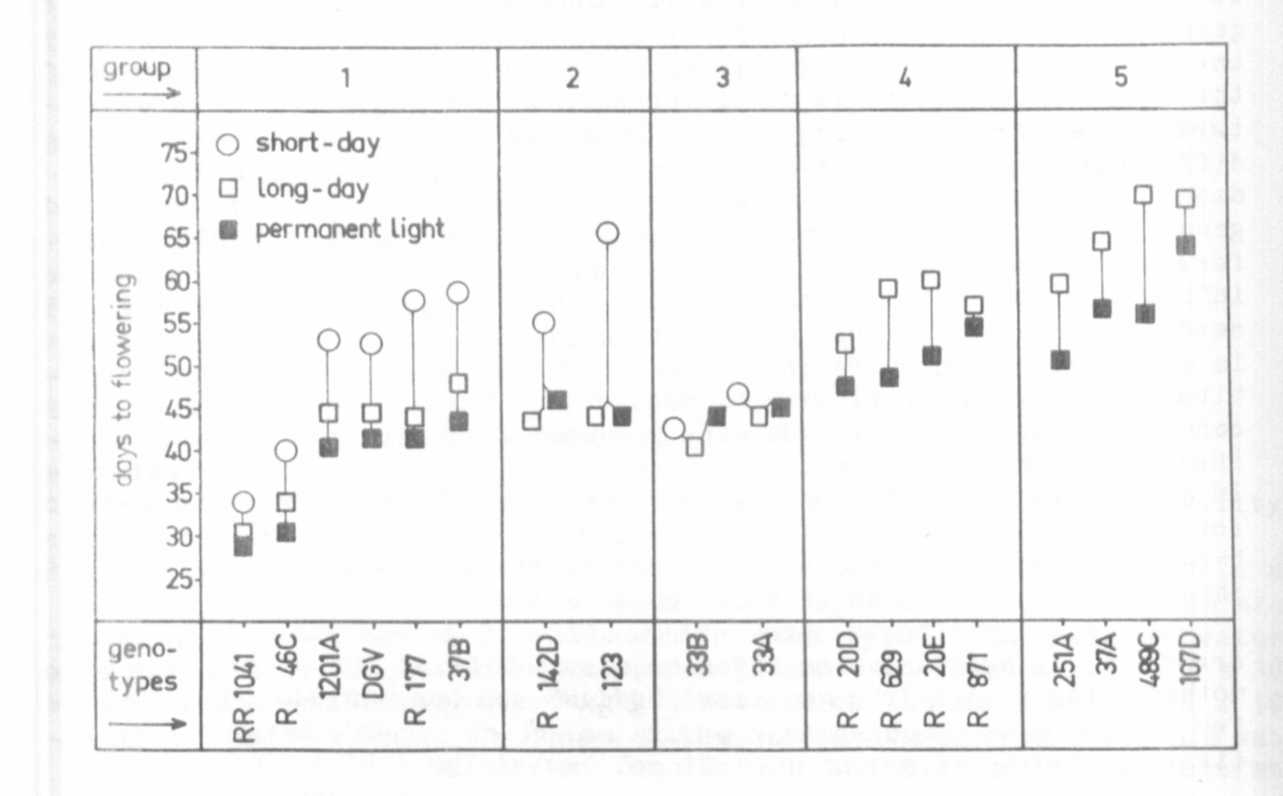 group 1 2 3 4 5
short-day
long-day
permanent light
75
70
65
60
55
50
45
40
35
30
25
days to flowering
geno-
types
RR 1041
R 46C
1201A
DGV
R 177
37B
R 142D
1123
33B
33A
R 20D
R 629
R 20E
R 871
251A
37A
489C
107D